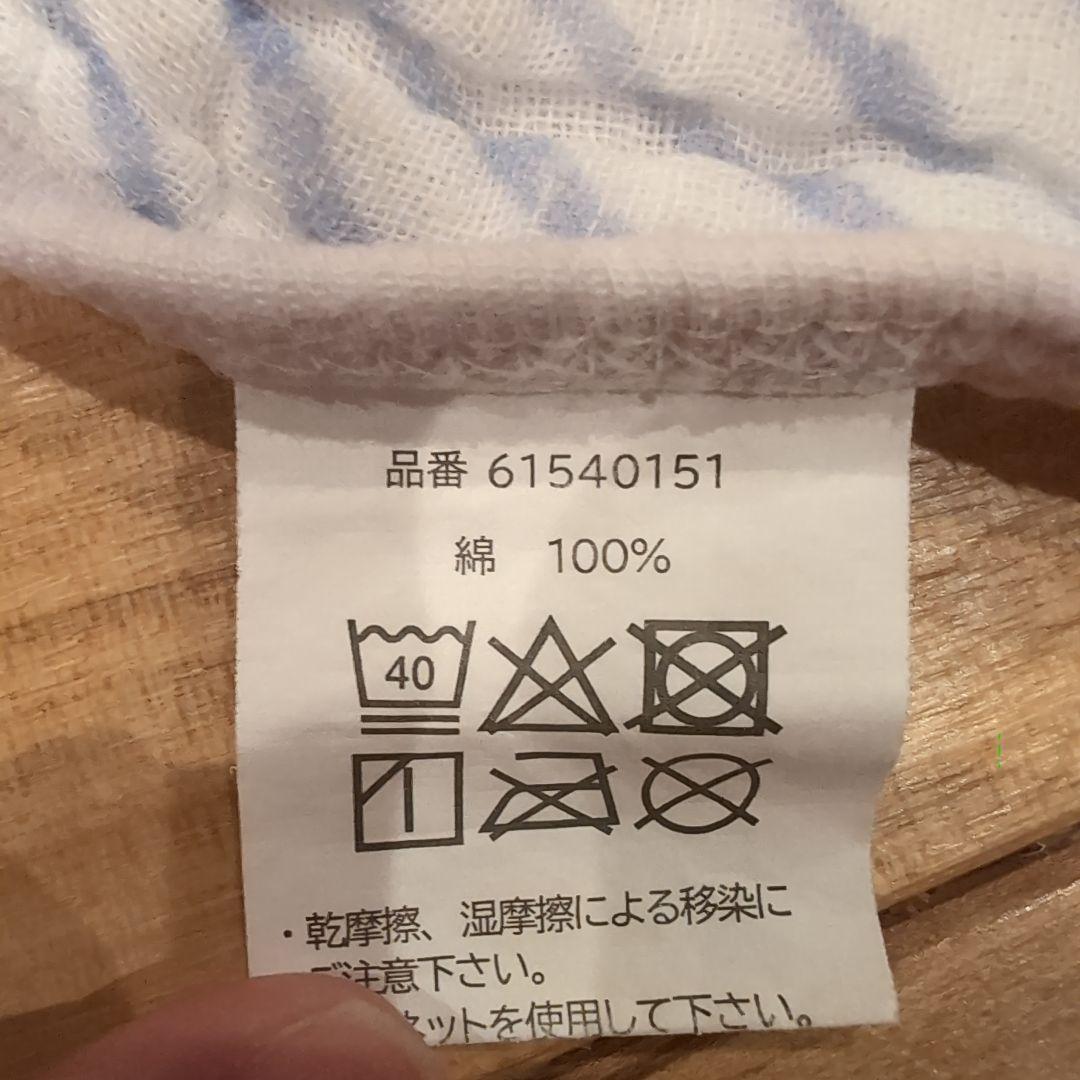 品番 61540151
綿 100%
40
・乾摩擦、湿摩擦による移染に
ご注意下さい。
ネットを使用して下さい。